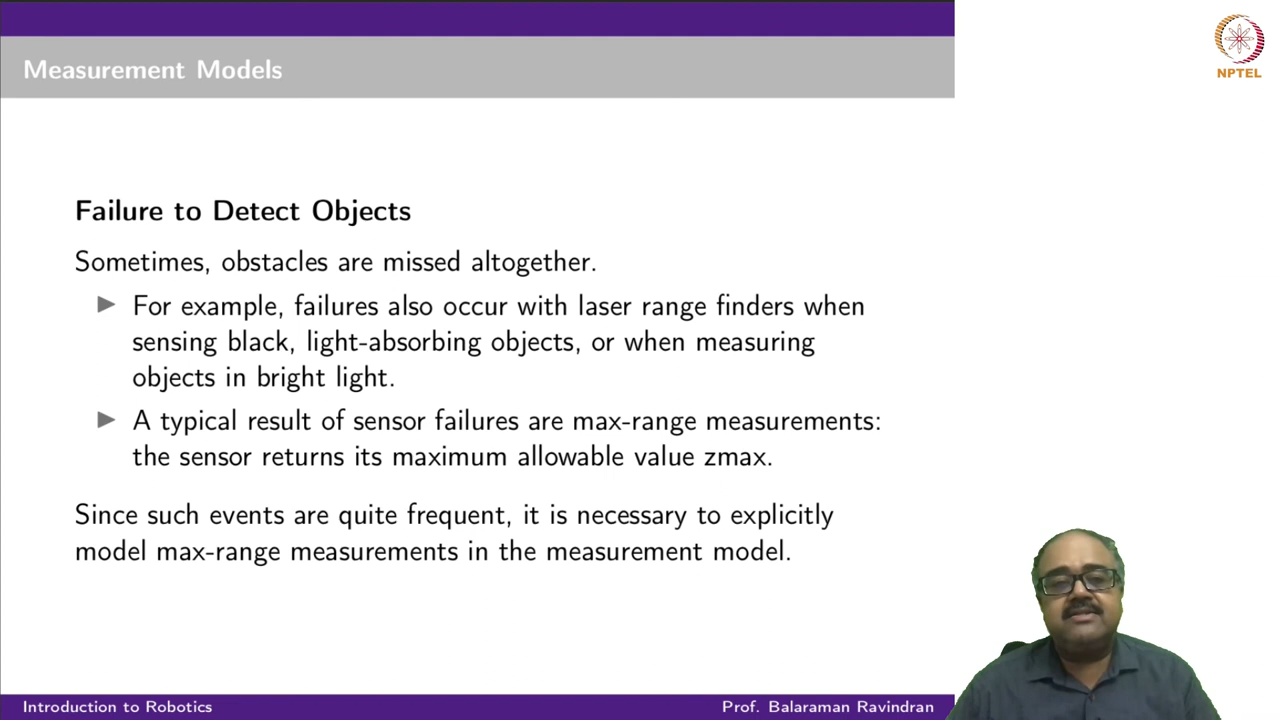 Measurement Models
NPTEL
Failure to Detect Objects
Sometimes, obstacles are missed altogether.
For example, failures also occur with laser range finders when
sensing black, light-absorbing objects, or when measuring
objects in bright light.
A typical result of sensor failures are max-range measurements:
the sensor returns its maximum allowable value zmax.
Since such events are quite frequent, it is necessary to explicitly
model max-range measurements in the measurement model.
Introduction to Robotics
Prof. Balaraman Ravindran